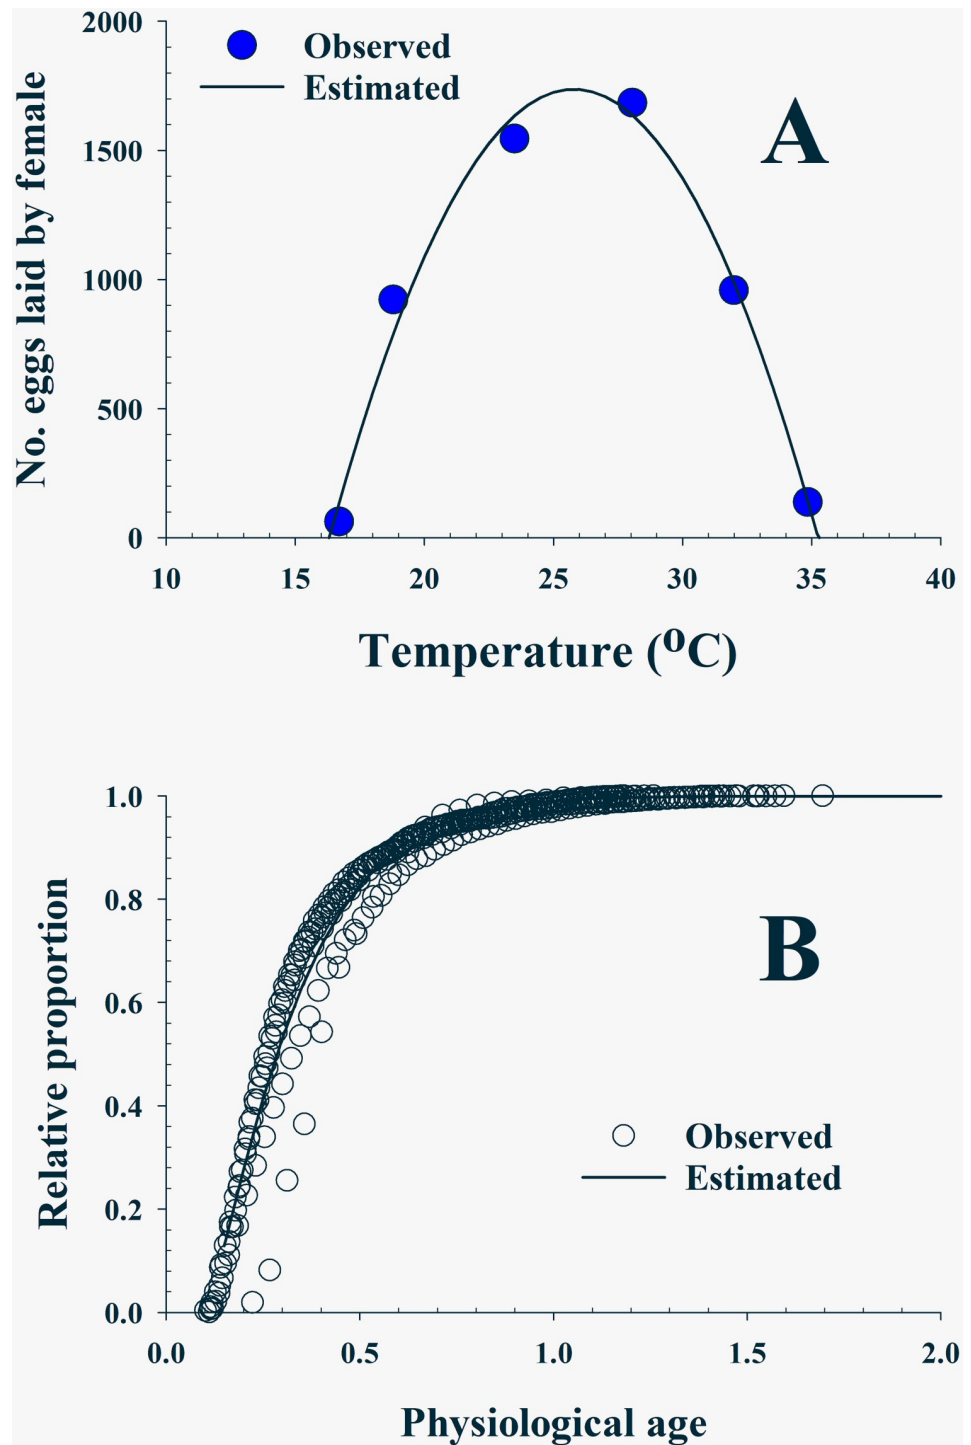 2000
Observed
Estimated
A
1500
1000
500
0
No. eggs laid by female
10 15 20 25 30 35 40
Temperature (ºC)
1.0
0.8
B
0.6
0.4
Observed
Estimated
0.2
0.0
Relative proportion
0.0 0.5 1.0 1.5 2.0
Physiological age